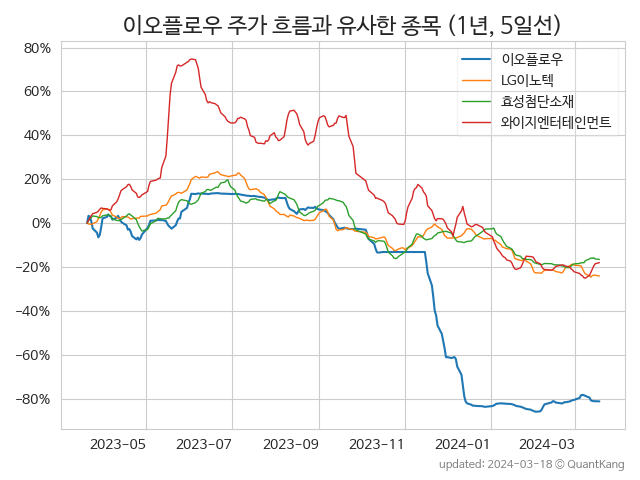 이오플로우 주가 흐름과 유사한 종목 (1년, 5일선)
80%
60%
40%
20%
0%
−20%
−40%
−60%
−80%
이오플로우
LG이노텍
효성첨단소재
와이지엔터테인먼트
2023-05 2023-07 2023-09 2023-11 2024-01 2024-03
updated: 2024-03-18 © QuantKang